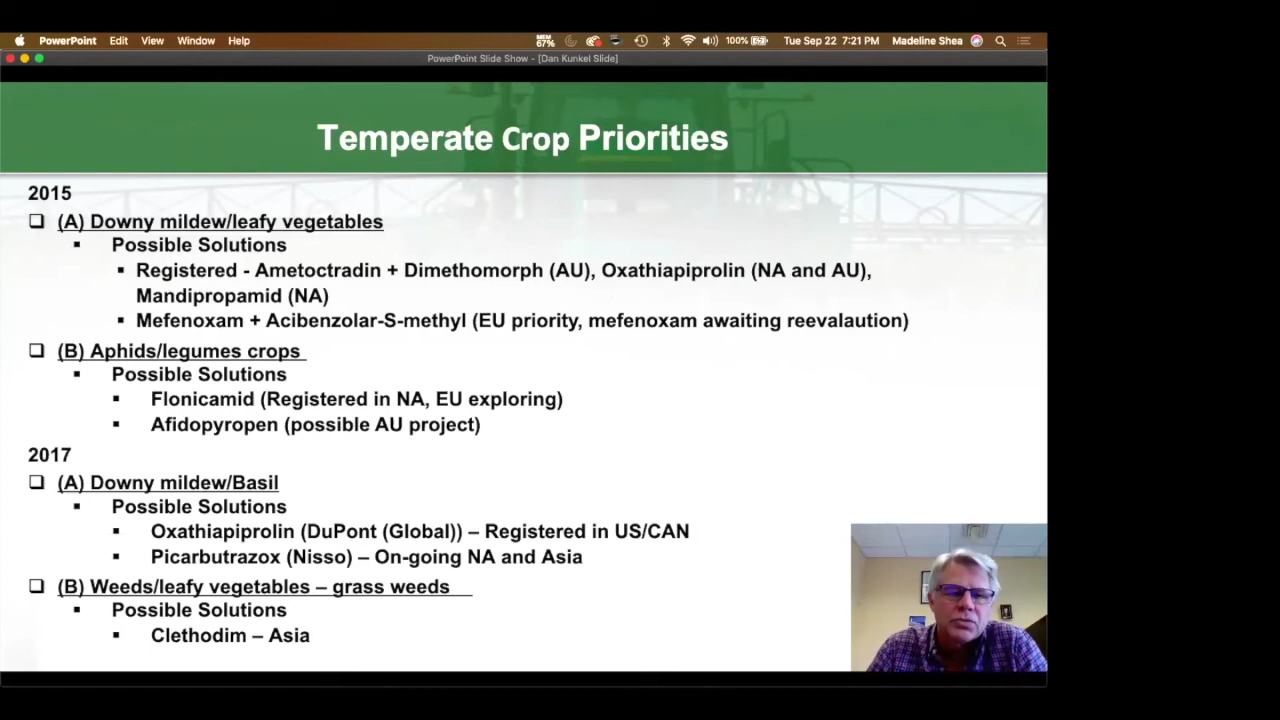 PowerPoint Edit View Window Help MEM 67% 100% Tue Sep 22 7:21 PM Madeline Shea
PowerPoint Slide Show - [Dan Kunkel Slide]
Temperate Crop Priorities
2015
(A) Downy mildew/leafy vegetables
Possible Solutions
Registered - Ametoctradin + Dimethomorph (AU), Oxathiapiprolin (NA and AU),
Mandipropamid (NA)
Mefenoxam + Acibenzolar-S-methyl (EU priority, mefenoxam awaiting reevalaution)
(B) Aphids/legumes crops
Possible Solutions
Flonicamid (Registered in NA, EU exploring)
Afidopyropen (possible AU project)
2017
(A) Downy mildew/Basil
Possible Solutions
Oxathiapiprolin (DuPont (Global)) – Registered in US/CAN
Picarbutrazox (Nisso) – On-going NA and Asia
(B) Weeds/leafy vegetables – grass weeds
Possible Solutions
Clethodim – Asia